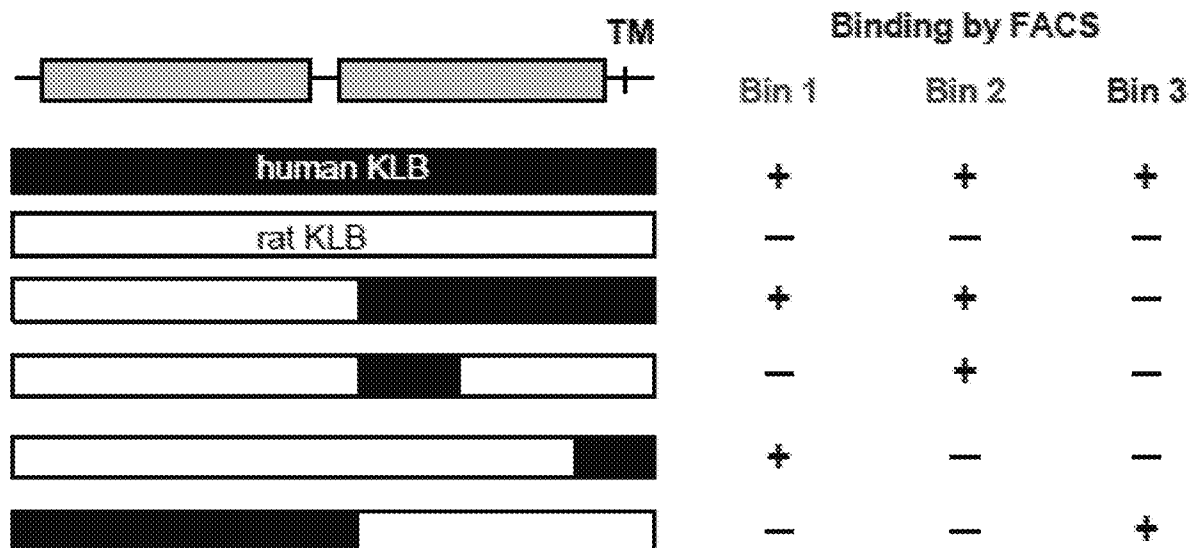 TM
Binding by FACS
Bin 1 Bin 2 Bin 3
human KLB + + +
rat KLB — — —
+ + —
— + —
+ — —
— — +